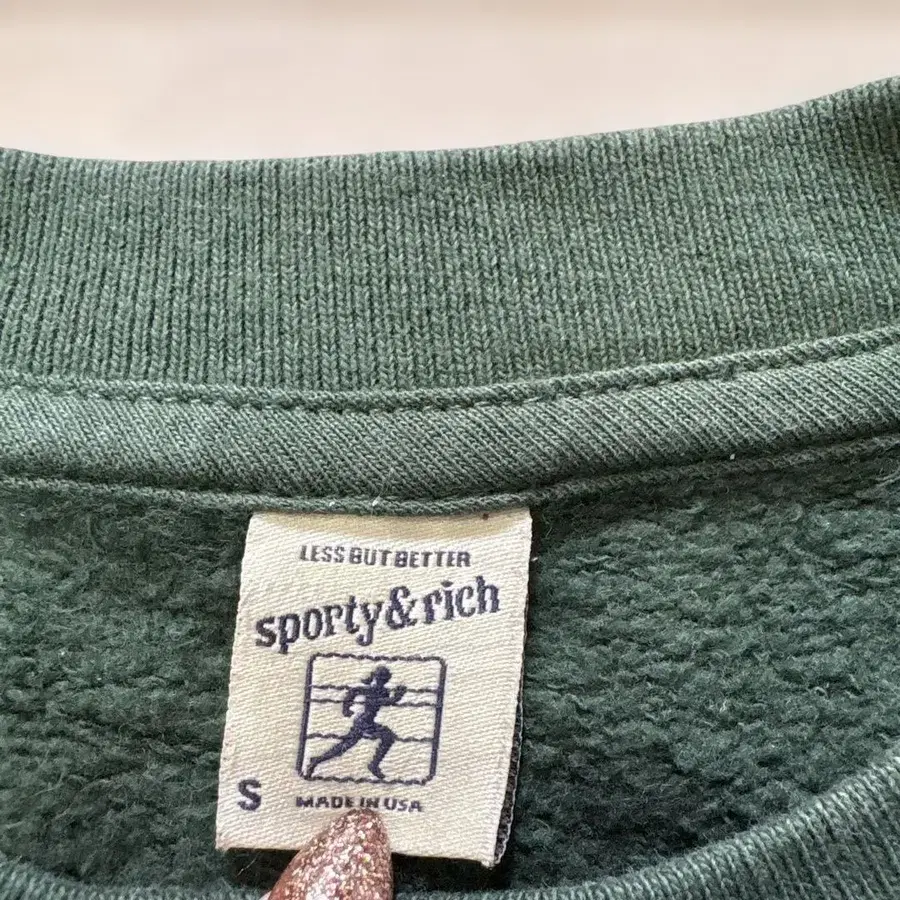 LESS BUT BETTER
sporty & rich
S
MADE IN USA